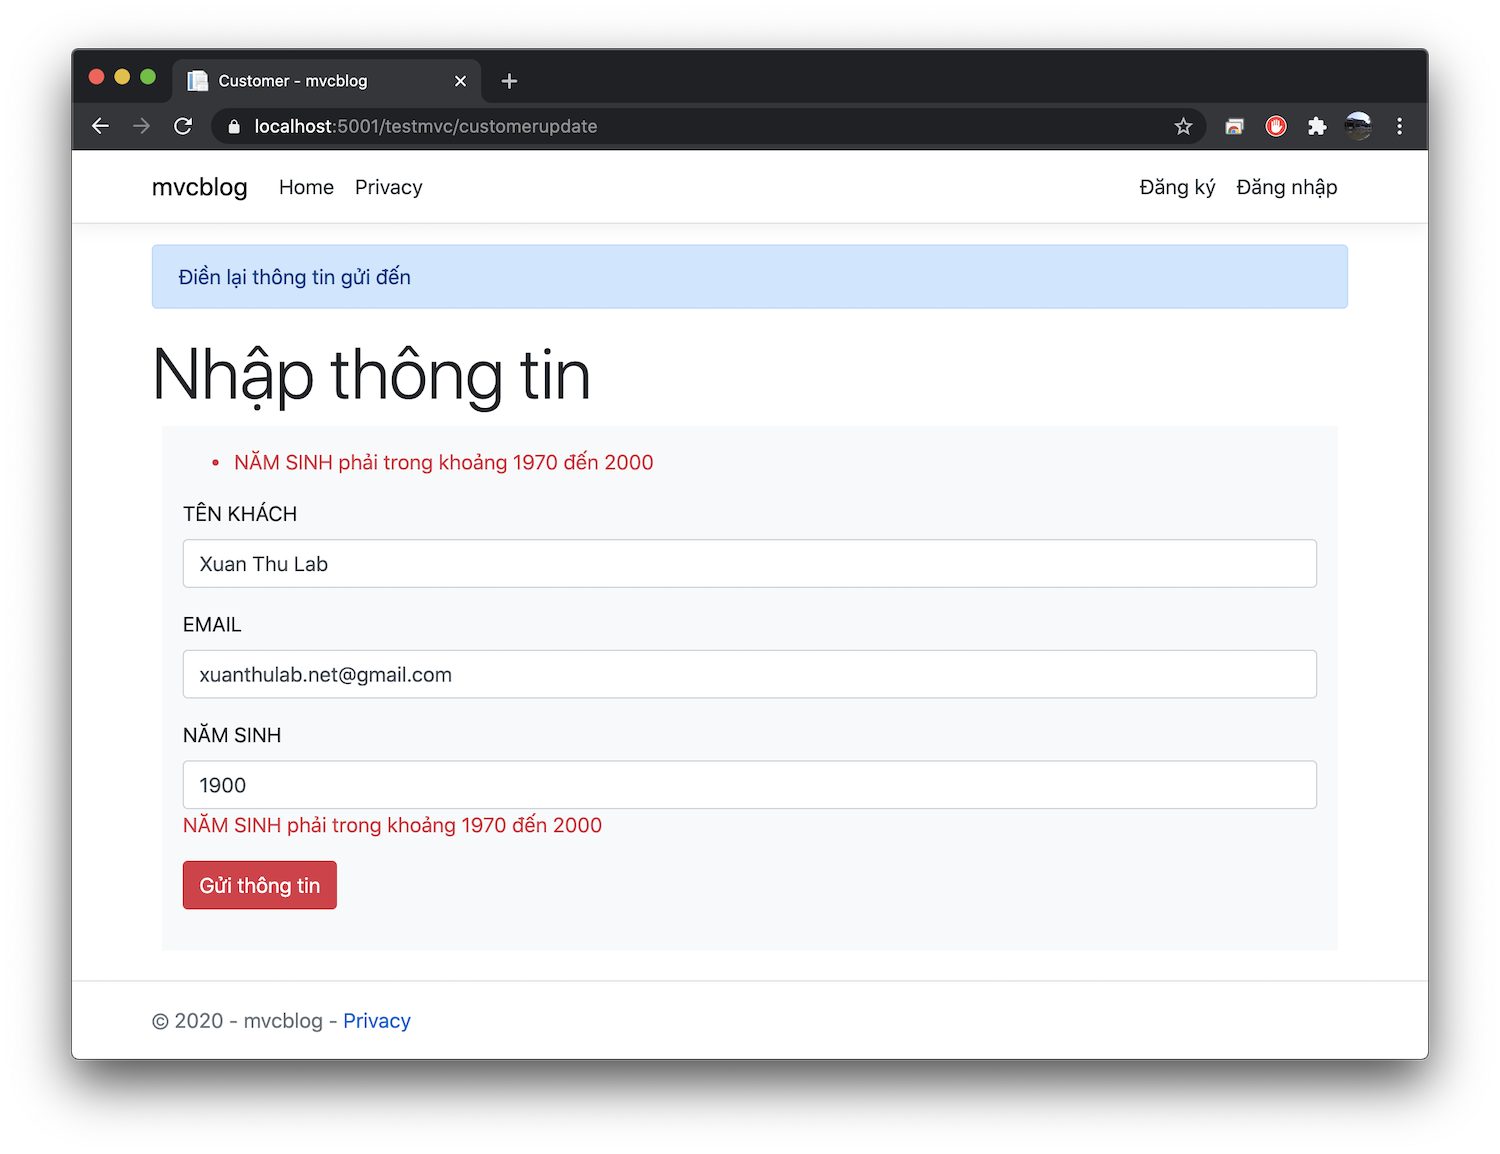 Customer - mvcblog
localhost:5001/testmvc/customerupdate
mvcblog Home Privacy Đăng ký Đăng nhập
Điền lại thông tin gửi đến
Nhập thông tin
• NĂM SINH phải trong khoảng 1970 đến 2000
TÊN KHÁCH
Xuan Thu Lab
EMAIL
xuanthulab.net@gmail.com
NĂM SINH
1900
NĂM SINH phải trong khoảng 1970 đến 2000
Gửi thông tin
© 2020 - mvcblog - Privacy